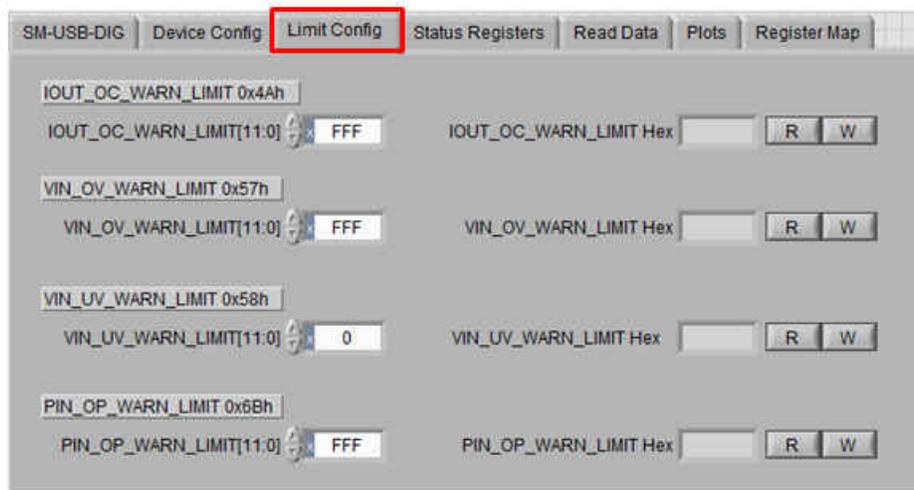 SM-USB-DIG Device Config Limit Config Status Registers Read Data Plots Register Map
IOUT_OC_WARN_LIMIT 0x4Ah
IOUT_OC_WARN_LIMIT[11:0] x FFF IOUT_OC_WARN_LIMIT Hex R W
VIN_OV_WARN_LIMIT 0x57h
VIN_OV_WARN_LIMIT[11:0] x FFF VIN_OV_WARN_LIMIT Hex R W
VIN_UV_WARN_LIMIT 0x58h
VIN_UV_WARN_LIMIT[11:0] x 0 VIN_UV_WARN_LIMIT Hex R W
PIN_OP_WARN_LIMIT 0x6Bh
PIN_OP_WARN_LIMIT[11:0] x FFF PIN_OP_WARN_LIMIT Hex R W